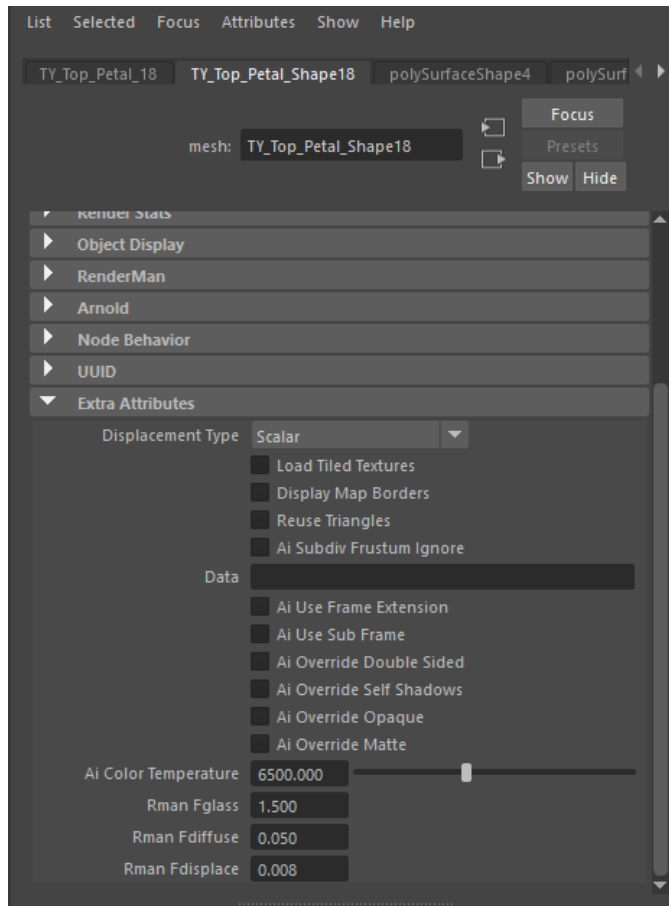 List Selected Focus Attributes Show Help
TY_Top_Petal_18 TY_Top_Petal_Shape18 polySurfaceShape4 polySurf
Focus
mesh: TY_Top_Petal_Shape18
Presets
Show Hide
Render Stats
Object Display
RenderMan
Arnold
Node Behavior
UUID
Extra Attributes
Displacement Type Scalar
Load Tiled Textures
Display Map Borders
Reuse Triangles
Ai Subdiv Frustum Ignore
Data
Ai Use Frame Extension
Ai Use Sub Frame
Ai Override Double Sided
Ai Override Self Shadows
Ai Override Opaque
Ai Override Matte
Ai Color Temperature 6500.000
Rman Fglass 1.500
Rman Fdiffuse 0.050
Rman Fdisplace 0.008